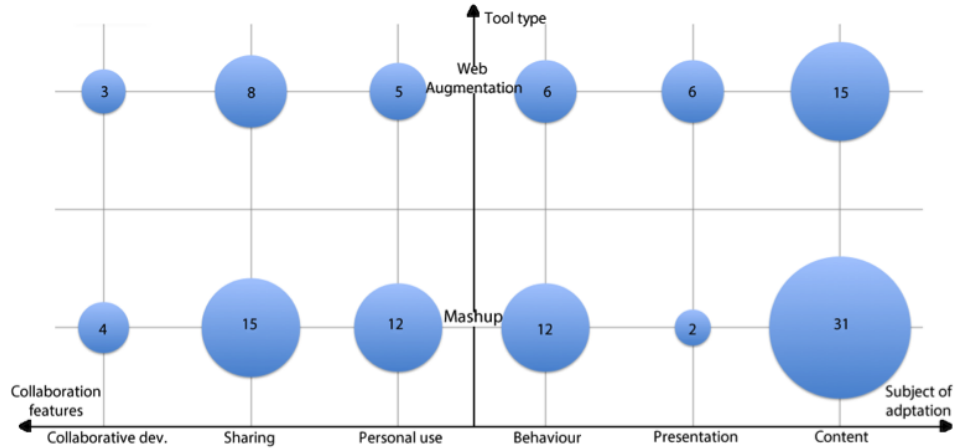 Tool type
Web
Augmentation
3
8
5
6
6
15
Mashup
4
15
12
12
2
31
Collaboration
features
Subject of
adptation
Collaborative dev.
Sharing
Personal use
Behaviour
Presentation
Content